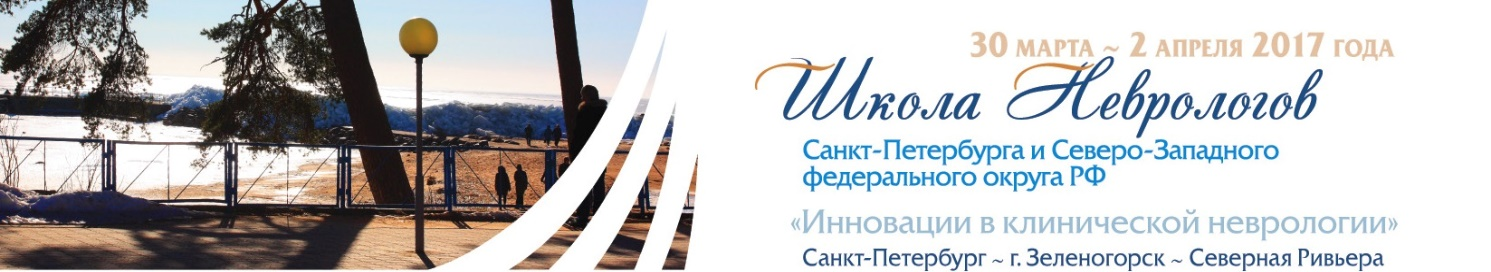 30 МАРТА ~ 2 АПРЕЛЯ 2017 ГОДА
Школа Неврологов
Санкт-Петербурга и Северо-Западного
федерального округа РФ
«Инновации в клинической неврологии»
Санкт-Петербург ~ г. Зеленогорск ~ Северная Ривьера